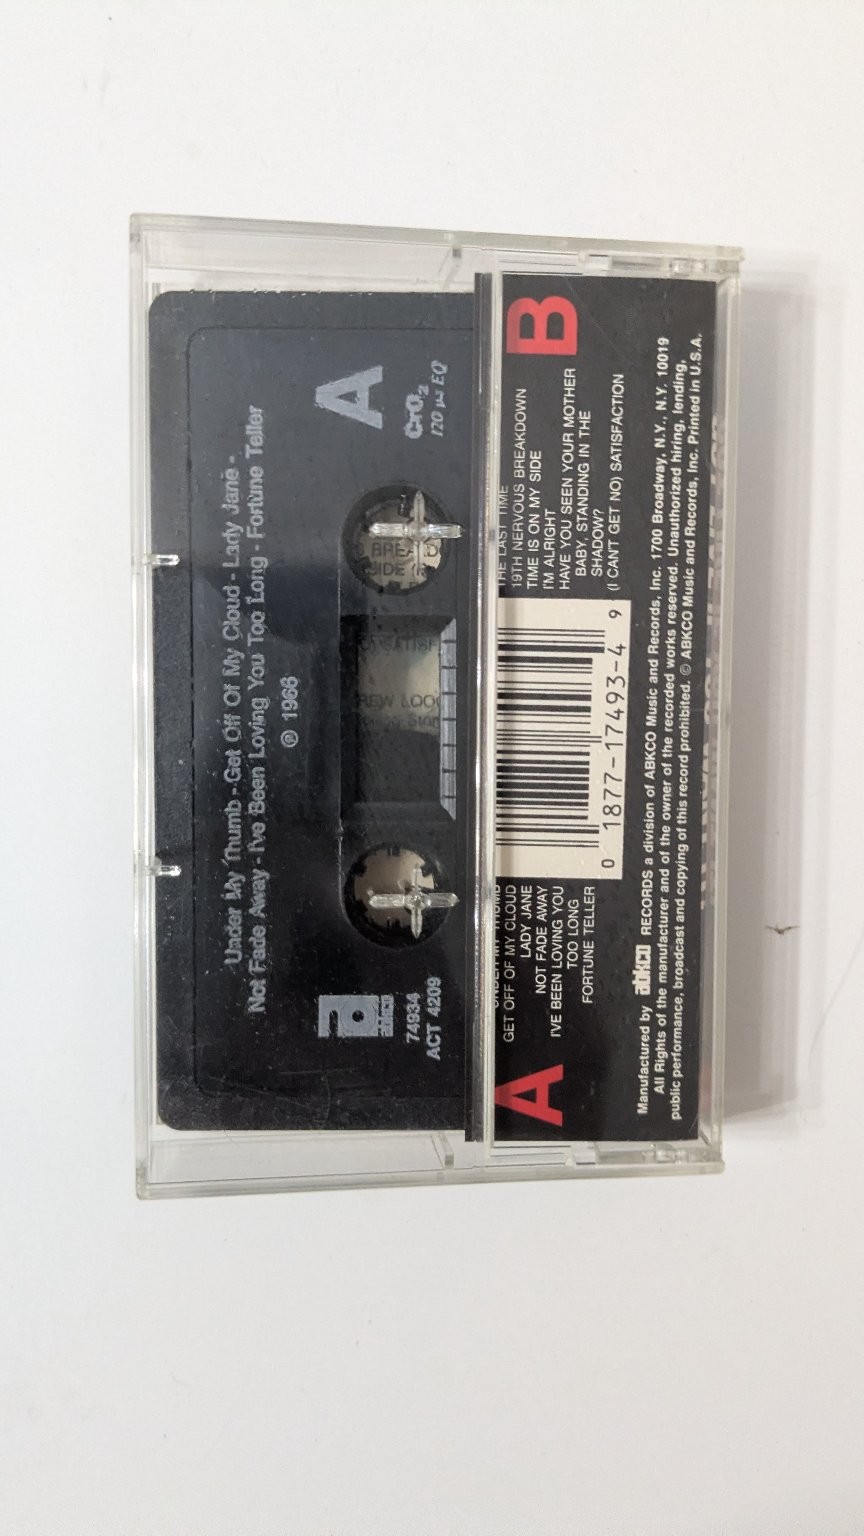 Under My Thumb - Get Off Of My Cloud - Lady Jane -
Not Fade Away - I've Been Loving You Too Long - Fortune Teller
℗ 1966
A
CrO2
120 µs EQ
abkco
74934
ACT 4209
A
UNDER MY THUMB
GET OFF OF MY CLOUD
LADY JANE
NOT FADE AWAY
I'VE BEEN LOVING YOU
TOO LONG
FORTUNE TELLER
0 1877-17493-4 9
B
THE LAST TIME
19TH NERVOUS BREAKDOWN
TIME IS ON MY SIDE
I'M ALRIGHT
HAVE YOU SEEN YOUR MOTHER
BABY, STANDING IN THE
SHADOW?
(I CAN'T GET NO) SATISFACTION
Manufactured by abkco RECORDS a division of ABKCO Music and Records, Inc. 1700 Broadway, N.Y., N.Y. 10019
All Rights of the manufacturer and of the owner of the recorded works reserved. Unauthorized hiring, lending,
public performance, broadcast and copying of this record prohibited. © ABKCO Music and Records, Inc. Printed in U.S.A.